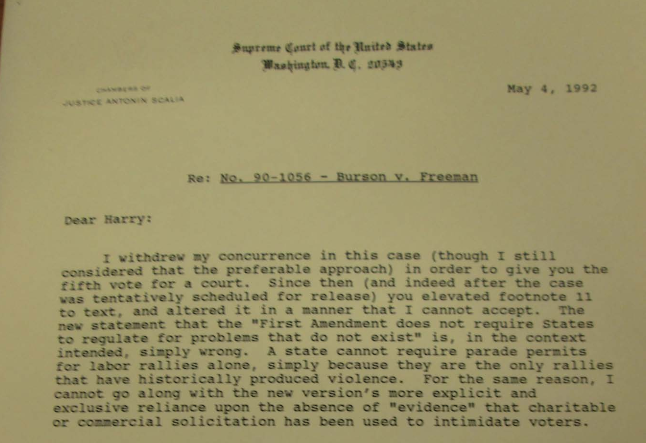 Supreme Court of the United States
Washington, D. C. 20543
CHAMBERS OF
JUSTICE ANTONIN SCALIA
May 4, 1992
Re: No. 90-1056 - Burson v. Freeman
Dear Harry:
I withdrew my concurrence in this case (though I still
considered that the preferable approach) in order to give you the
fifth vote for a court. Since then (and indeed after the case
was tentatively scheduled for release) you elevated footnote 11
to text, and altered it in a manner that I cannot accept. The
new statement that the "First Amendment does not require States
to regulate for problems that do not exist" is, in the context
intended, simply wrong. A state cannot require parade permits
for labor rallies alone, simply because they are the only rallies
that have historically produced violence. For the same reason, I
cannot go along with the new version's more explicit and
exclusive reliance upon the absence of "evidence" that charitable
or commercial solicitation has been used to intimidate voters.